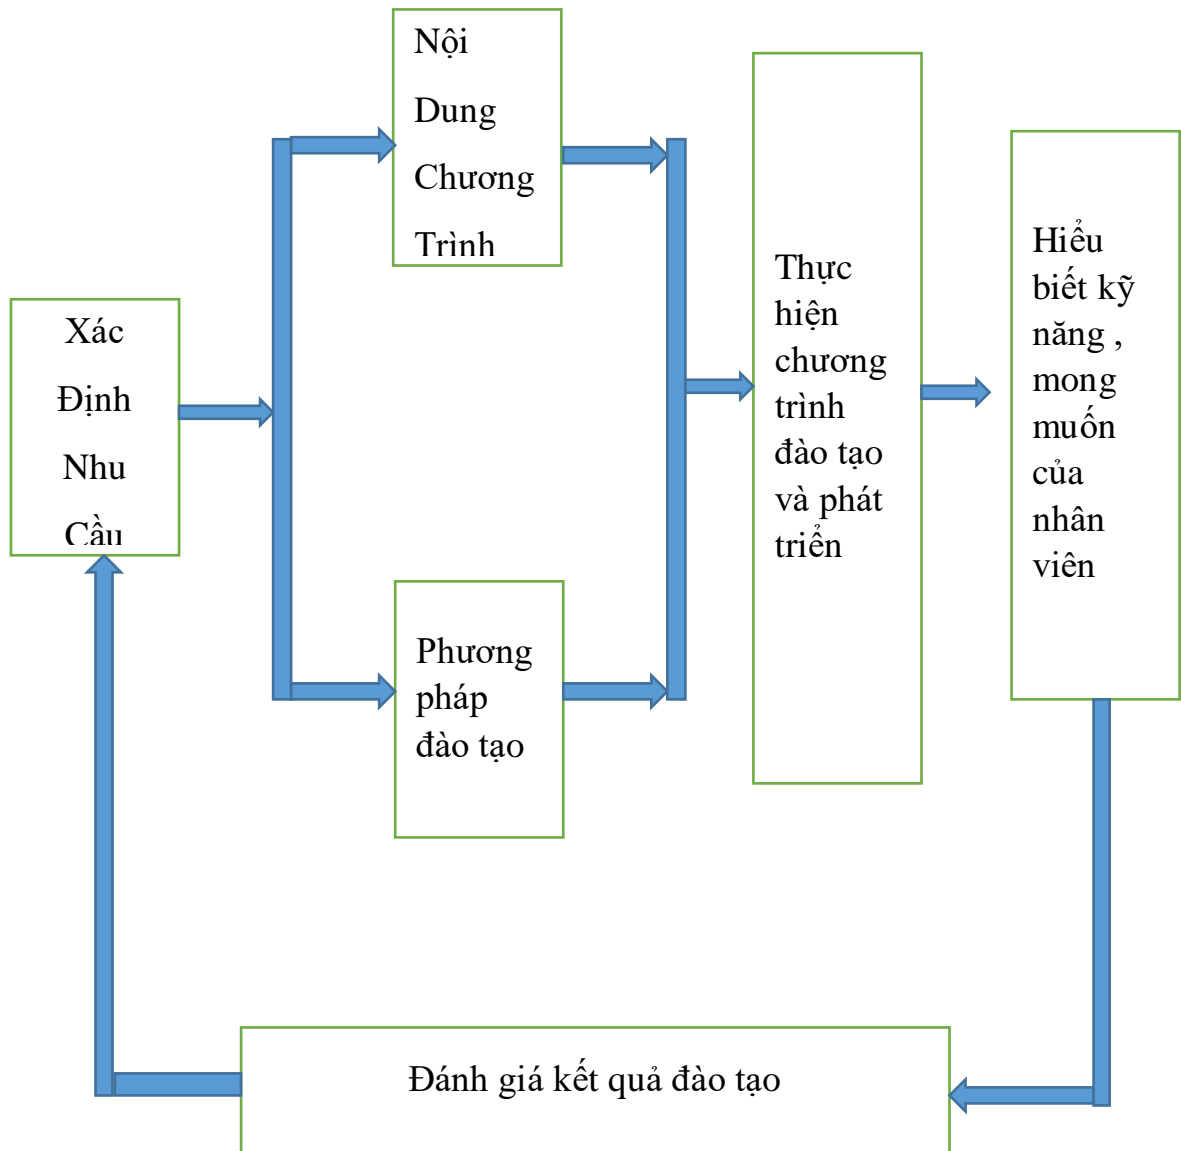 Nội
Dung
Chương
Trình
Xác
Định
Nhu
Cầu
Phương
pháp
đào tạo
Thực
hiện
chương
trình
đào tạo
và phát
triển
Hiểu
biết kỹ
năng ,
mong
muốn
của
nhân
viên
Đánh giá kết quả đào tạo